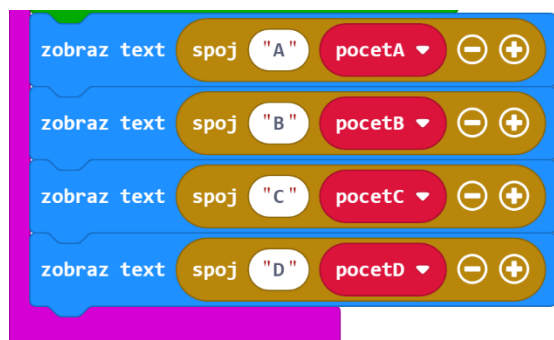 zobraz text spoj "A" pocetA
zobraz text spoj "B" pocetB
zobraz text spoj "C" pocetC
zobraz text spoj "D" pocetD